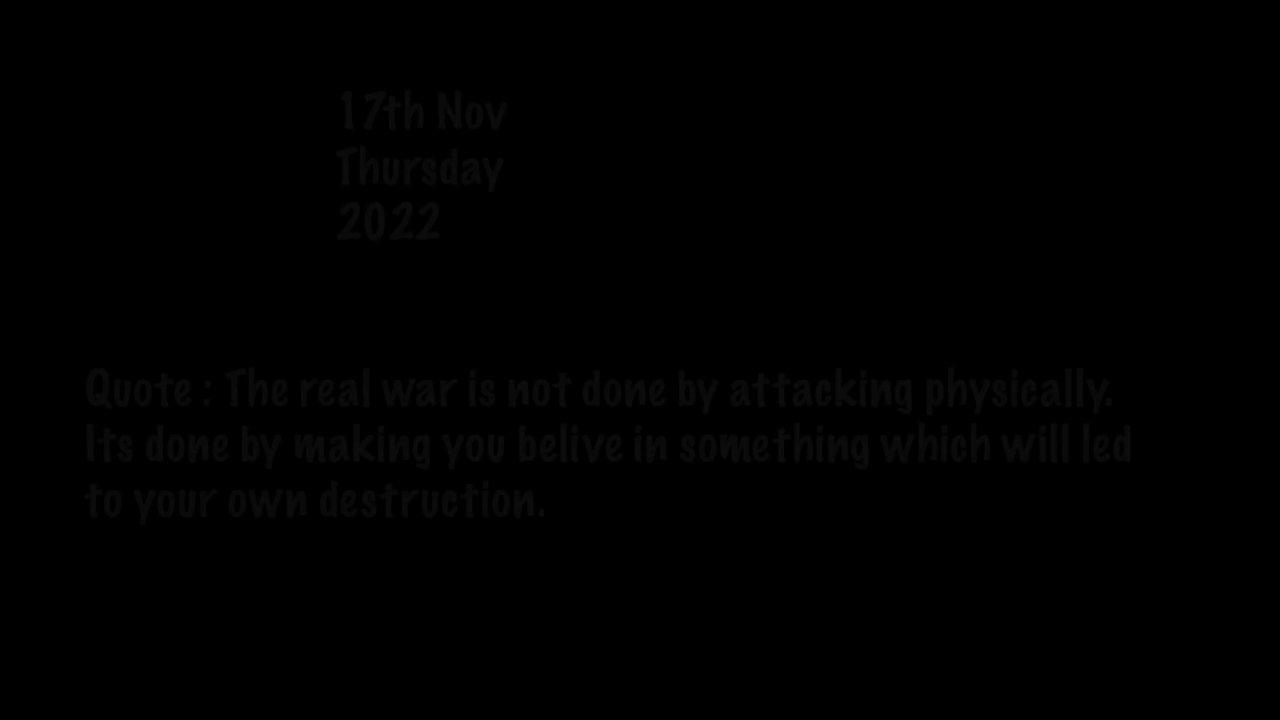 17th Nov
Thursday
2022
Quote : The real war is not done by attacking physically.
Its done by making you belive in something which will led
to your own destruction.